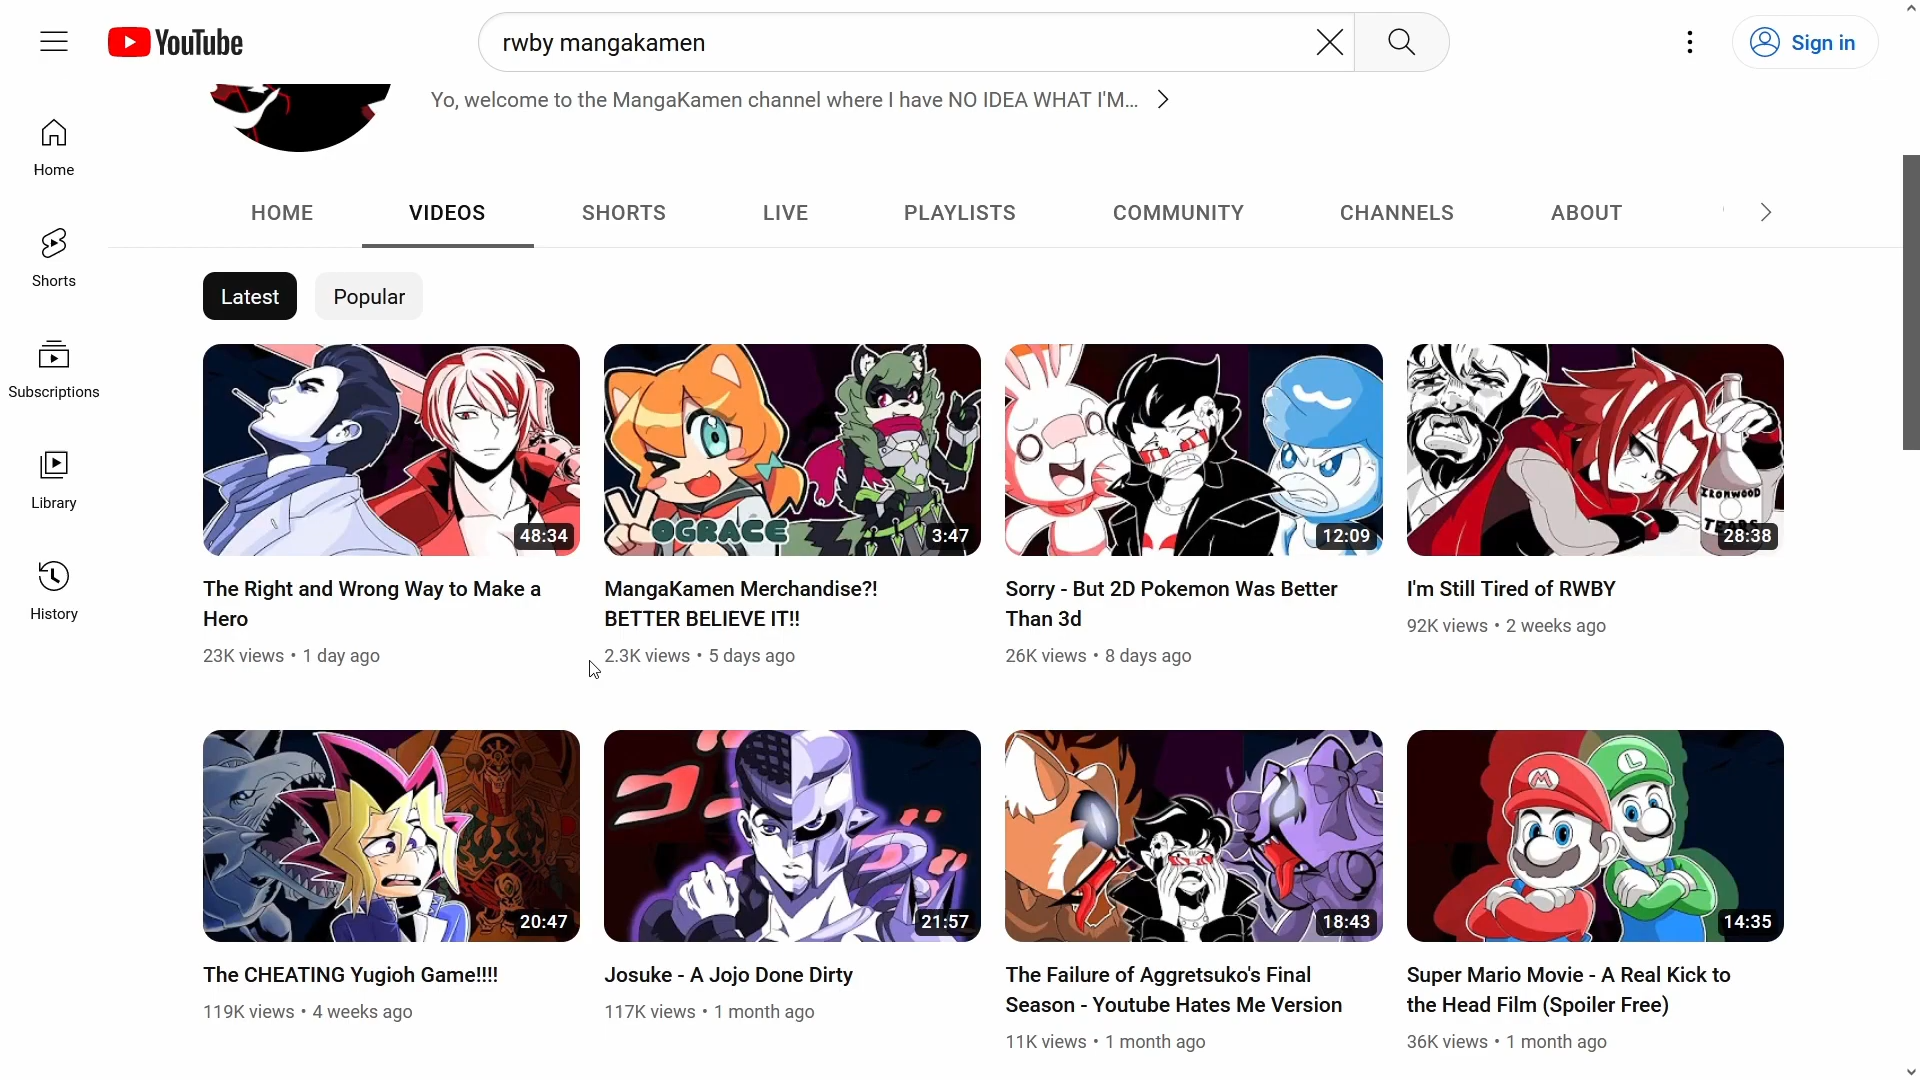 YouTube
rwby mangakamen
Sign in
Yo, welcome to the MangaKamen channel where I have NO IDEA WHAT I'M...
Home
Shorts
Subscriptions
Library
History
HOME
VIDEOS
SHORTS
LIVE
PLAYLISTS
COMMUNITY
CHANNELS
ABOUT
Latest
Popular
48:34
OGRACE
3:47
12:09
IRONWOOD
TEARS
28:38
The Right and Wrong Way to Make a
Hero
23K views • 1 day ago
MangaKamen Merchandise?!
BETTER BELIEVE IT!!
2.3K views • 5 days ago
Sorry - But 2D Pokemon Was Better
Than 3d
26K views • 8 days ago
I'm Still Tired of RWBY
92K views • 2 weeks ago
20:47
21:57
18:43
M
L
14:35
The CHEATING Yugioh Game!!!!
119K views • 4 weeks ago
Josuke - A Jojo Done Dirty
117K views • 1 month ago
The Failure of Aggretsuko's Final
Season - Youtube Hates Me Version
11K views • 1 month ago
Super Mario Movie - A Real Kick to
the Head Film (Spoiler Free)
36K views • 1 month ago